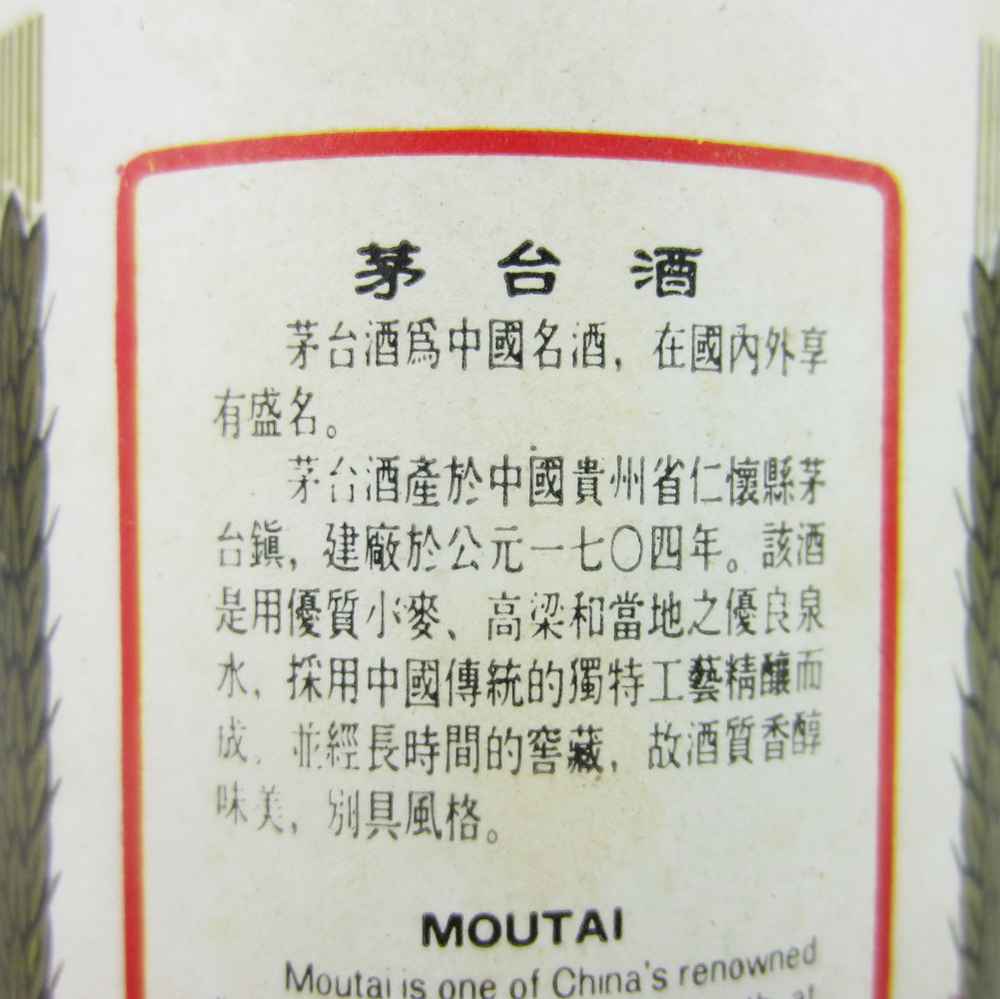 茅台酒
茅台酒爲中國名酒，在國內外享
有盛名。
茅台酒產於中國貴州省仁懷縣茅
台鎮，建廠於公元一七〇四年。該酒
是用優質小麥、高梁和當地之優良泉
水，採用中國傳統的獨特工藝精釀而
成，並經長時間的窖藏，故酒質香醇
味美，別具風格。
MOUTAI
Moutai is one of China's renowned